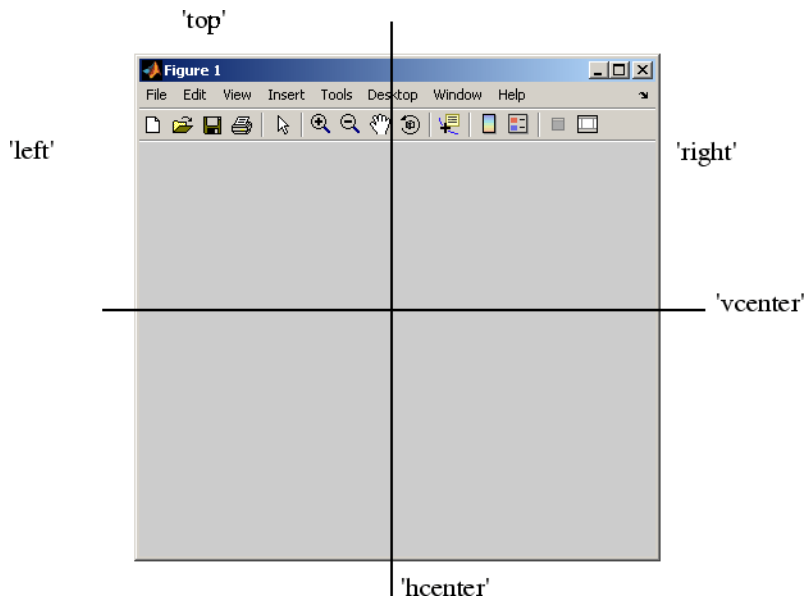 'top'
Figure 1
File Edit View Insert Tools Desktop Window Help
'left'
'right'
'vcenter'
'hcenter'